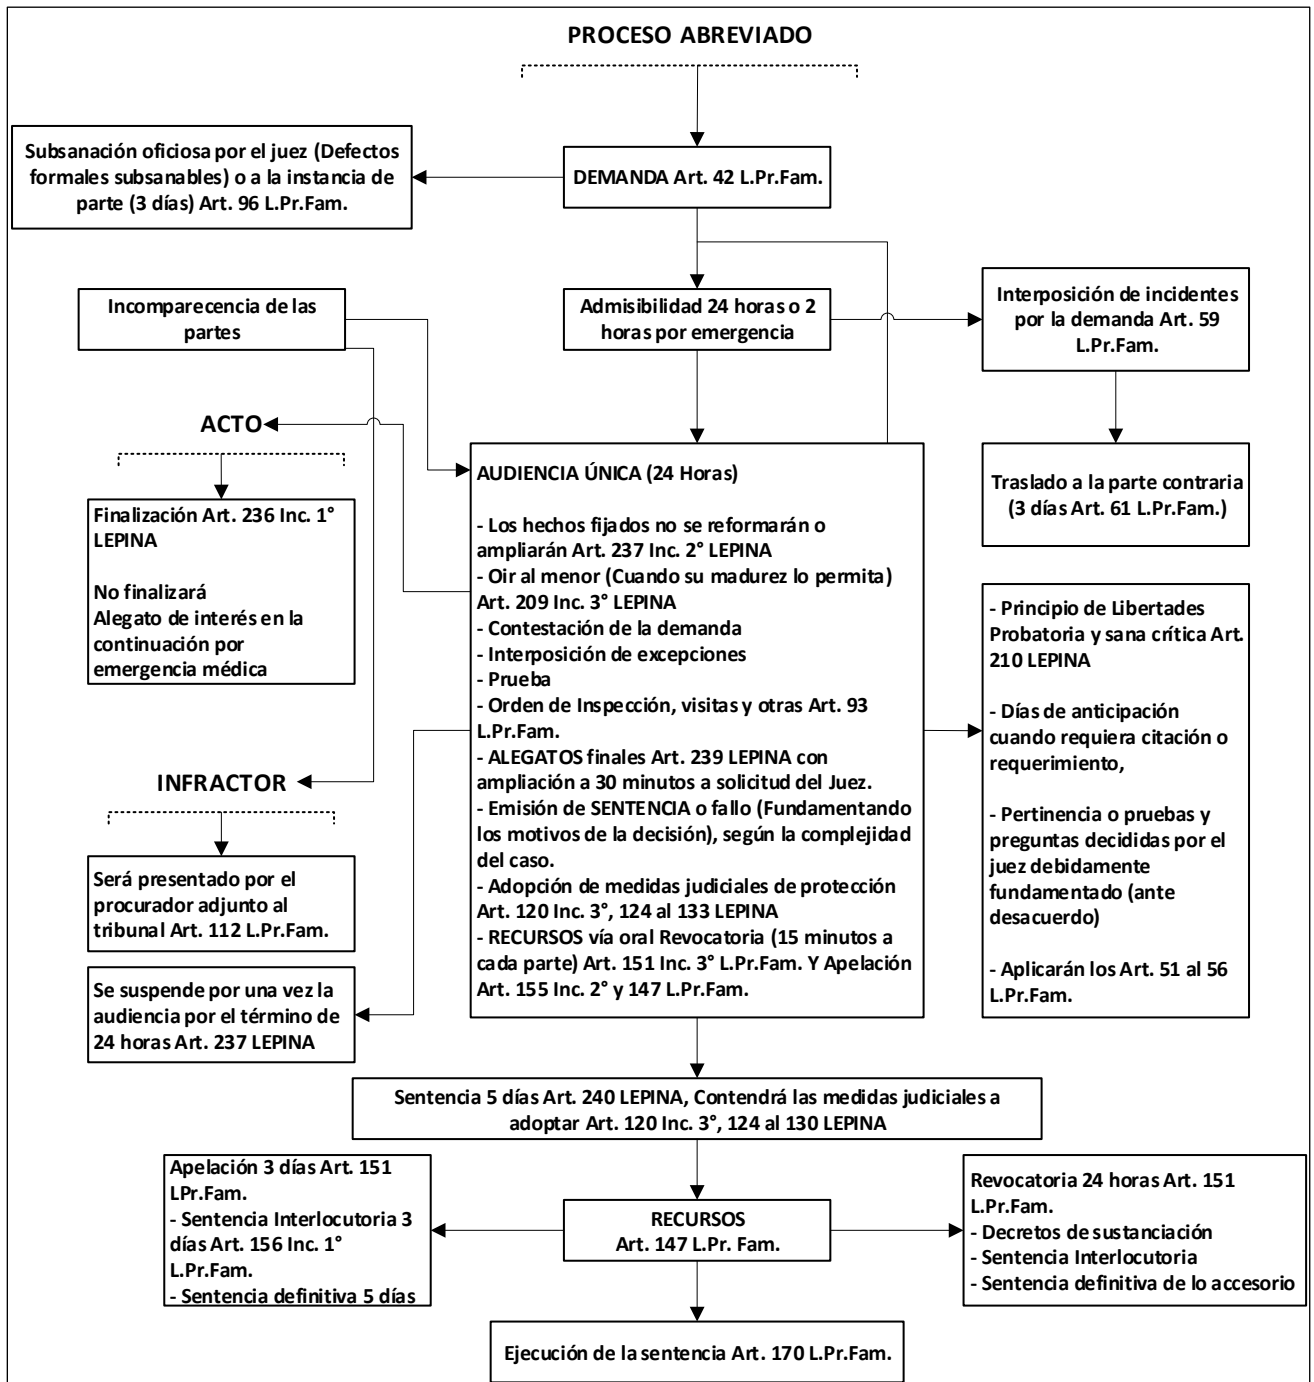 PROCESO ABREVIADO
Subsanación oficiosa por el juez (Defectos
formales subsanables) o a la instancia de
parte (3 días) Art. 96 L.Pr.Fam.
DEMANDA Art. 42 L.Pr.Fam.
Incomparecencia de las
partes
Admisibilidad 24 horas o 2
horas por emergencia
Interposición de incidentes
por la demanda Art. 59
L.Pr.Fam.
ACTO
Finalización Art. 236 Inc. 1°
LEPINA
No finalizará
Alegato de interés en la
continuación por
emergencia médica
AUDIENCIA ÚNICA (24 Horas)
- Los hechos fijados no se reformarán o
ampliarán Art. 237 Inc. 2° LEPINA
- Oir al menor (Cuando su madurez lo permita)
Art. 209 Inc. 3° LEPINA
- Contestación de la demanda
- Interposición de excepciones
- Prueba
- Orden de Inspección, visitas y otras Art. 93
L.Pr.Fam.
- ALEGATOS finales Art. 239 LEPINA con
ampliación a 30 minutos a solicitud del Juez.
- Emisión de SENTENCIA o fallo (Fundamentando
los motivos de la decisión), según la complejidad
del caso.
- Adopción de medidas judiciales de protección
Art. 120 Inc. 3°, 124 al 133 LEPINA
- RECURSOS vía oral Revocatoria (15 minutos a
cada parte) Art. 151 Inc. 3° L.Pr.Fam. Y Apelación
Art. 155 Inc. 2° y 147 L.Pr.Fam.
Traslado a la parte contraria
(3 días Art. 61 L.Pr.Fam.)
- Principio de Libertades
Probatoria y sana crítica Art.
210 LEPINA
- Días de anticipación
cuando requiera citación o
requerimiento,
- Pertinencia o pruebas y
preguntas decididas por el
juez debidamente
fundamentado (ante
desacuerdo)
- Aplicarán los Art. 51 al 56
L.Pr.Fam.
INFRACTOR
Será presentado por el
procurador adjunto al
tribunal Art. 112 L.Pr.Fam.
Se suspende por una vez la
audiencia por el término de
24 horas Art. 237 LEPINA
Sentencia 5 días Art. 240 LEPINA, Contendrá las medidas judiciales a
adoptar Art. 120 Inc. 3°, 124 al 130 LEPINA
Apelación 3 días Art. 151
LPr.Fam.
- Sentencia Interlocutoria 3
días Art. 156 Inc. 1°
L.Pr.Fam.
- Sentencia definitiva 5 días
RECURSOS
Art. 147 L.Pr. Fam.
Revocatoria 24 horas Art. 151
L.Pr.Fam.
- Decretos de sustanciación
- Sentencia Interlocutoria
- Sentencia definitiva de lo accesorio
Ejecución de la sentencia Art. 170 L.Pr.Fam.